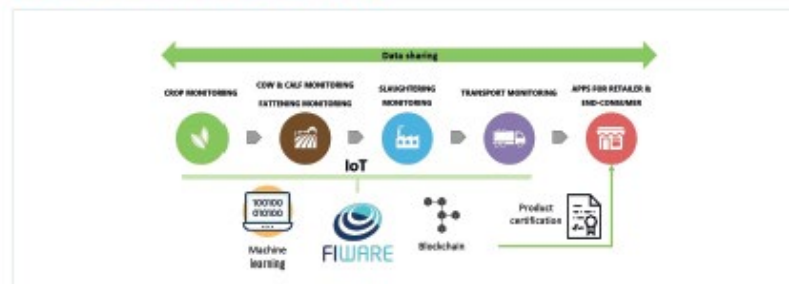 Data sharing
CROP MONITORING
COW & CALF MONITORING
FATTENING MONITORING
SLAUGHTERING
MONITORING
TRANSPORT MONITORING
APPS FOR RETAILER &
END-CONSUMER
IoT
100100
010100
Machine
learning
FIWARE
Blockchain
Product
certification